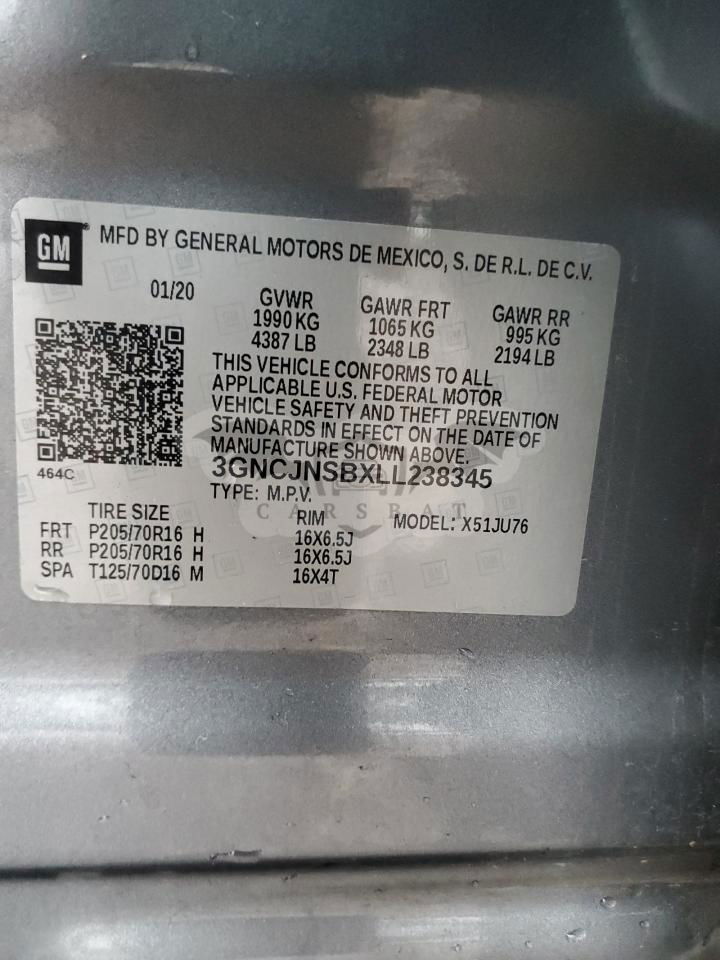 GM
MFD BY GENERAL MOTORS DE MEXICO, S. DE R.L. DE C.V.
01/20
GVWR GAWR FRT GAWR RR
1990 KG 1065 KG 995 KG
4387 LB 2348 LB 2194 LB
THIS VEHICLE CONFORMS TO ALL
APPLICABLE U.S. FEDERAL MOTOR
VEHICLE SAFETY AND THEFT PREVENTION
STANDARDS IN EFFECT ON THE DATE OF
MANUFACTURE SHOWN ABOVE.
464C
3GNCJNSBXLL238345
TYPE: M.P.V.
CARSBAT
MODEL: X51JU76
TIRE SIZE RIM
FRT P205/70R16 H 16X6.5J
RR P205/70R16 H 16X6.5J
SPA T125/70D16 M 16X4T